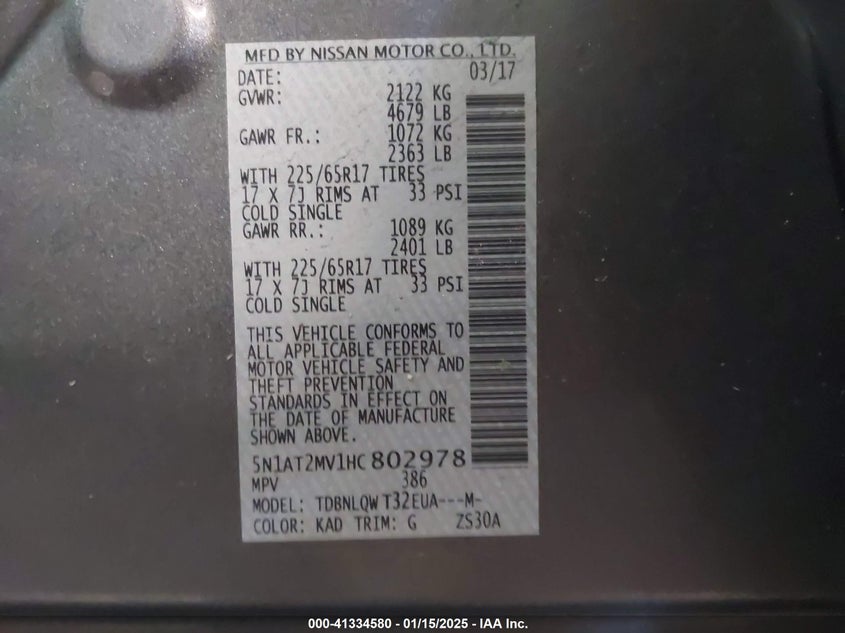 MFD BY NISSAN MOTOR CO., LTD.
DATE: 03/17
GVWR: 2122 KG
4679 LB
GAWR FR.: 1072 KG
2363 LB
WITH 225/65R17 TIRES
17 X 7J RIMS AT 33 PSI
COLD SINGLE
GAWR RR.: 1089 KG
2401 LB
WITH 225/65R17 TIRES
17 X 7J RIMS AT 33 PSI
COLD SINGLE
THIS VEHICLE CONFORMS TO
ALL APPLICABLE FEDERAL
MOTOR VEHICLE SAFETY AND
THEFT PREVENTION
STANDARDS IN EFFECT ON
THE DATE OF MANUFACTURE
SHOWN ABOVE.
5N1AT2MV1HC802978
MPV 386
MODEL: TDBNLQW T32EUA---M-
COLOR: KAD TRIM: G ZS30A
000-41334580 - 01/15/2025 - IAA Inc.